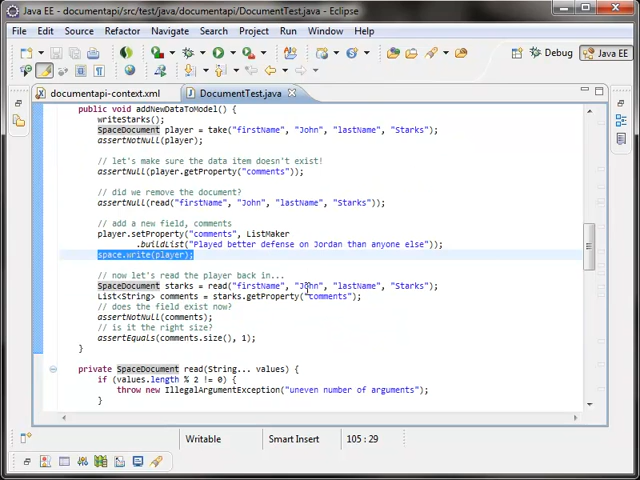 Java EE - documentapi/src/test/java/documentapi/DocumentTest.java - Eclipse
File Edit Source Refactor Navigate Search Project Run Window Help
Debug Java EE
documentapi-context.xml DocumentTest.java
public void addNewDataToModel() {
writeStarks();
SpaceDocument player = take("firstName", "John", "lastName", "Starks");
assertNotNull(player);
// let's make sure the data item doesn't exist!
assertNull(player.getProperty("comments"));
// did we remove the document?
assertNull(read("firstName", "John", "lastName", "Starks"));
// add a new field, comments
player.setProperty("comments", ListMaker
.buildList("Played better defense on Jordan than anyone else"));
space.write(player);
// now let's read the player back in...
SpaceDocument starks = read("firstName", "John", "lastName", "Starks");
List<String> comments = starks.getProperty("comments");
// does the field exist now?
assertNotNull(comments);
// is it the right size?
assertEquals(comments.size(), 1);
}
private SpaceDocument read(String... values) {
if (values.length % 2 != 0) {
throw new IllegalArgumentException("uneven number of arguments");
}
Writable Smart Insert 105 : 29